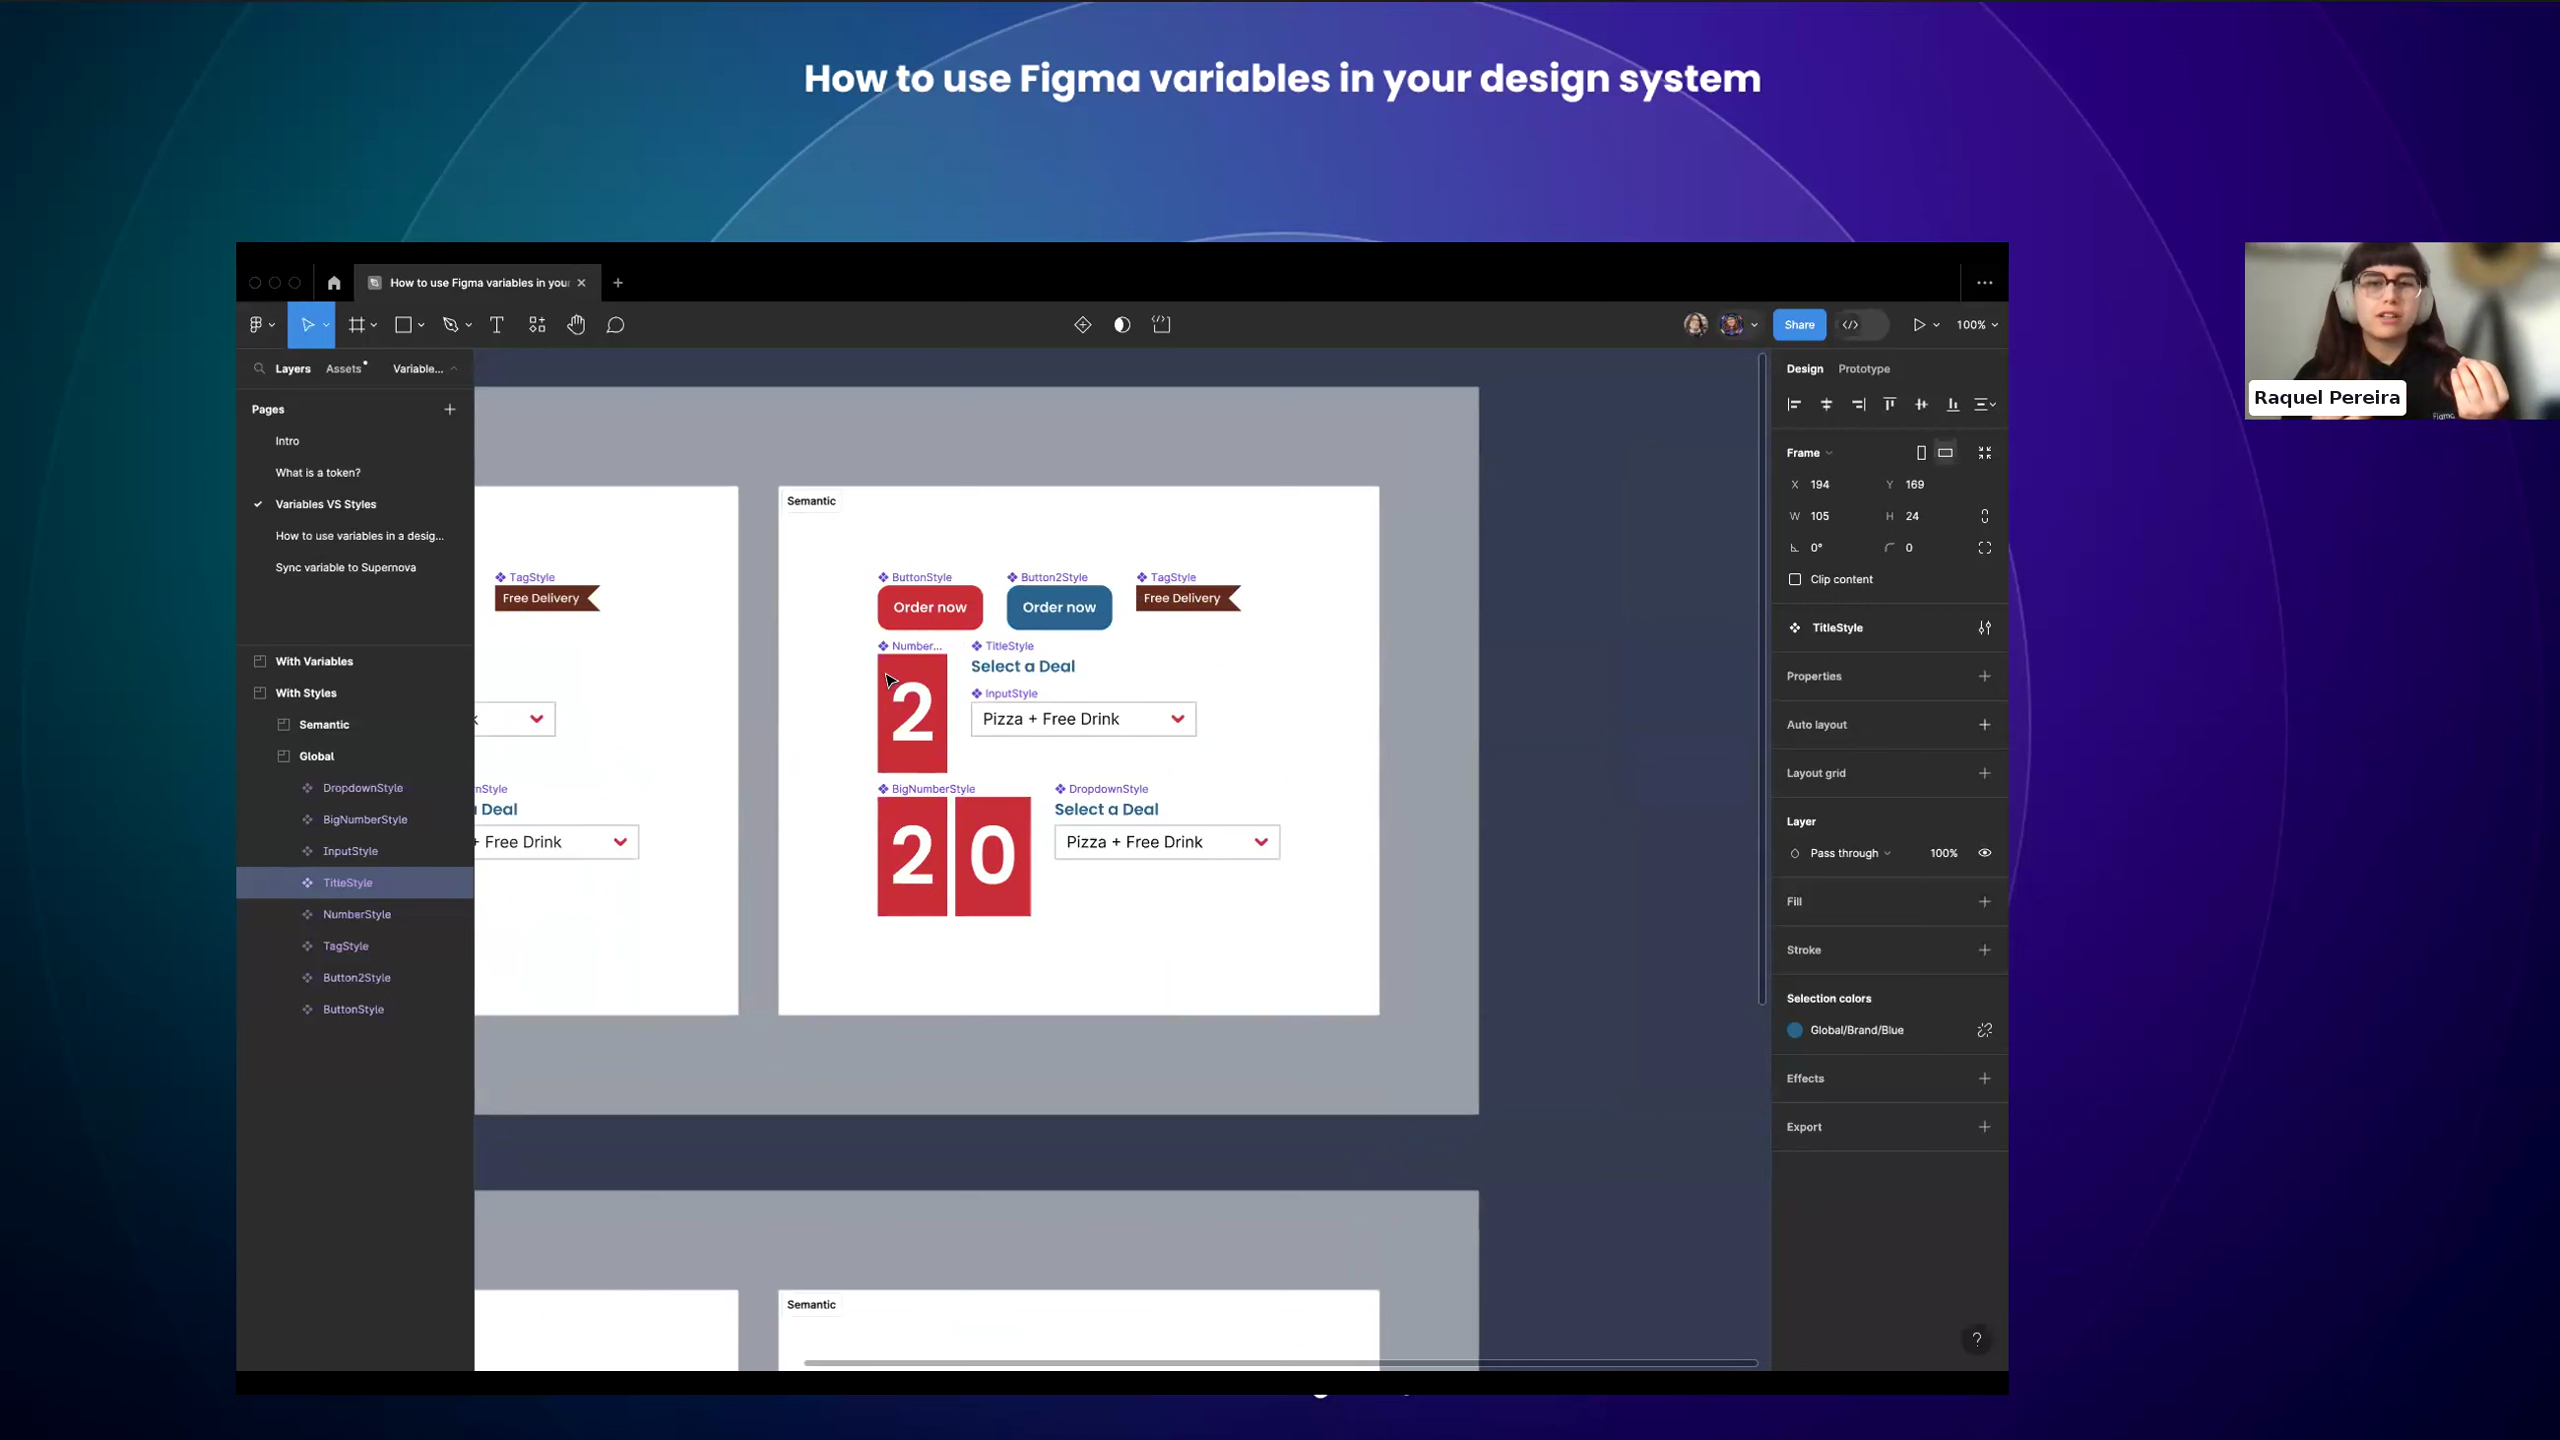 How to use Figma variables in your design system
How to use Figma variables in your
Share
100%
Layers
Assets
Variable...
Pages
Intro
What is a token?
Variables VS Styles
How to use variables in a desig...
Sync variable to Supernova
With Variables
With Styles
Semantic
Global
DropdownStyle
BigNumberStyle
InputStyle
TitleStyle
NumberStyle
TagStyle
Button2Style
ButtonStyle
TagStyle
Free Delivery
Deal
+ Free Drink
Semantic
ButtonStyle
Button2Style
TagStyle
Order now
Order now
Free Delivery
Number...
TitleStyle
2
Select a Deal
InputStyle
Pizza + Free Drink
BigNumberStyle
DropdownStyle
2 0
Select a Deal
Pizza + Free Drink
Semantic
Design
Prototype
Frame
X 194
Y 169
W 105
H 24
0°
0
Clip content
TitleStyle
Properties
Auto layout
Layout grid
Layer
Pass through
100%
Fill
Stroke
Selection colors
Global/Brand/Blue
Effects
Export
?
Raquel Pereira
Figma